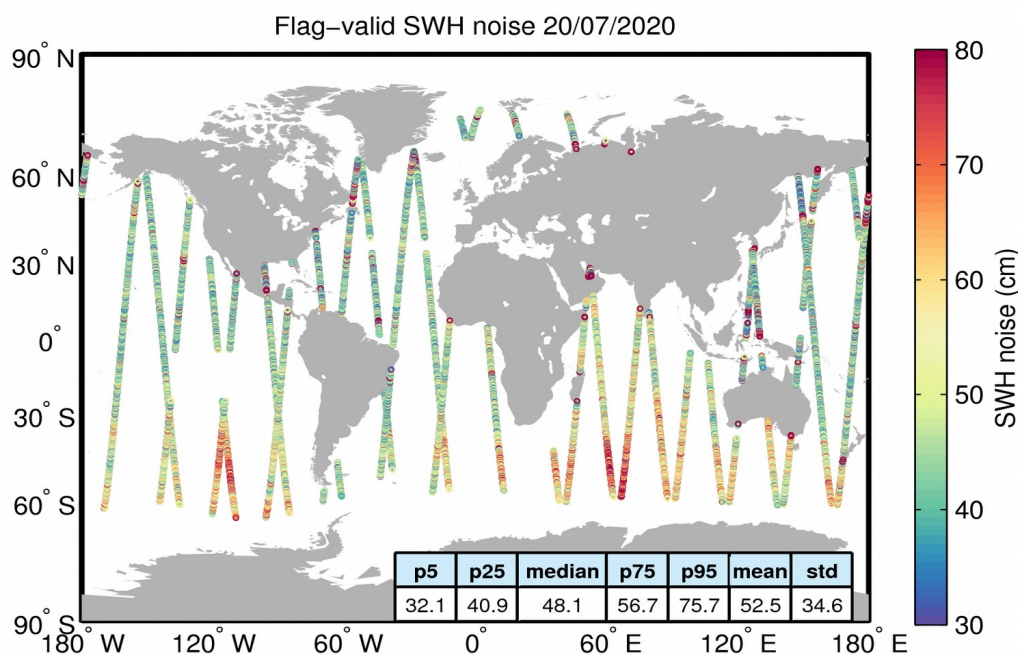 Flag−valid SWH noise 20/07/2020
90° N
60° N
30° N
0°
30° S
60° S
90° S
180° W
120° W
60° W
0°
60° E
120° E
180° E
80
70
60
50
40
30
SWH noise (cm)
p5 p25 median p75 p95 mean std
32.1 40.9 48.1 56.7 75.7 52.5 34.6